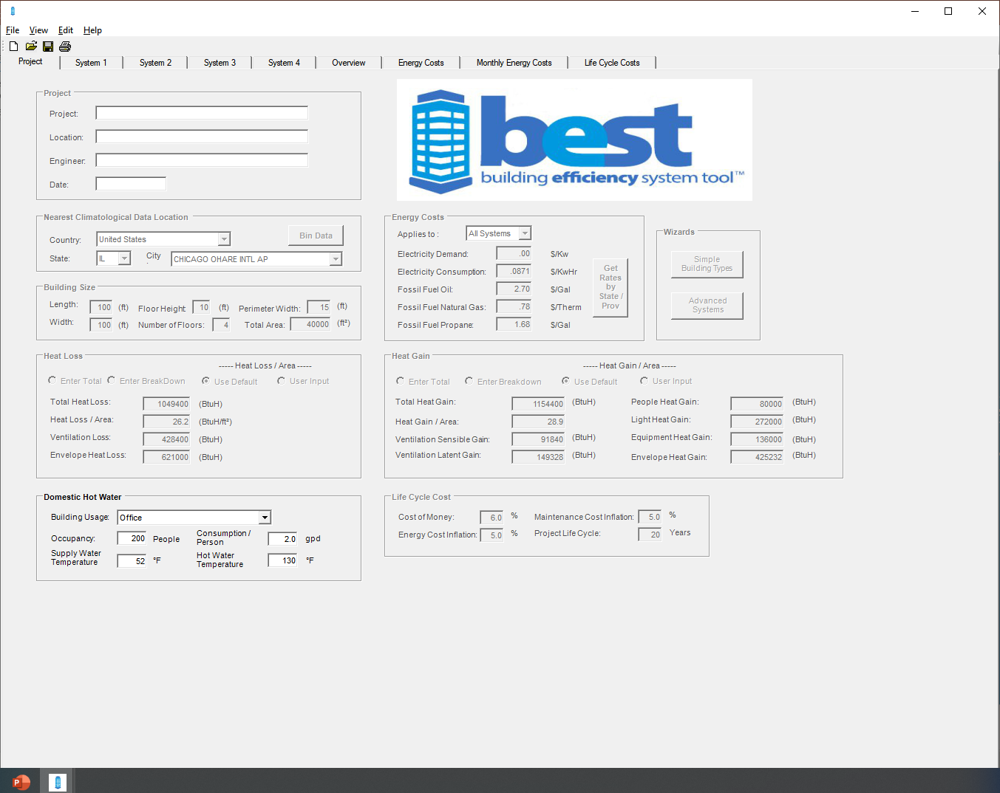 File View Edit Help
Project System 1 System 2 System 3 System 4 Overview Energy Costs Monthly Energy Costs Life Cycle Costs
Project
Project:
Location:
Engineer:
Date:
best
building efficiency system tool™
Nearest Climatological Data Location
Country: United States Bin Data
State: IL City : CHICAGO OHARE INTL AP
Building Size
Length: 100 (ft) Floor Height: 10 (ft) Perimeter Width: 15 (ft)
Width: 100 (ft) Number of Floors: 4 Total Area: 40000 (ft²)
Energy Costs
Applies to : All Systems
Electricity Demand: .00 $/Kw
Electricity Consumption: .0871 $/KwHr
Fossil Fuel Oil: 2.70 $/Gal
Fossil Fuel Natural Gas: .78 $/Therm
Fossil Fuel Propane: 1.68 $/Gal
Get
Rates
by
State /
Prov
Wizards
Simple
Building Types
Advanced
Systems
Heat Loss
----- Heat Loss / Area -----
Enter Total Enter BreakDown Use Default User Input
Total Heat Loss: 1049400 (BtuH)
Heat Loss / Area: 26.2 (BtuH/ft²)
Ventilation Loss: 428400 (BtuH)
Envelope Heat Loss: 621000 (BtuH)
Heat Gain
----- Heat Gain / Area -----
Enter Total Enter Breakdown Use Default User Input
Total Heat Gain: 1154400 (BtuH) People Heat Gain: 80000 (BtuH)
Heat Gain / Area: 28.9 Light Heat Gain: 272000 (BtuH)
Ventilation Sensible Gain: 91840 (BtuH) Equipment Heat Gain: 136000 (BtuH)
Ventilation Latent Gain: 149328 (BtuH) Envelope Heat Gain: 425232 (BtuH)
Domestic Hot Water
Building Usage: Office
Occupancy: 200 People Consumption / Person 2.0 gpd
Supply Water Temperature 52 °F Hot Water Temperature 130 °F
Life Cycle Cost
Cost of Money: 6.0 % Maintenance Cost Inflation: 5.0 %
Energy Cost Inflation: 5.0 % Project Life Cycle: 20 Years
P